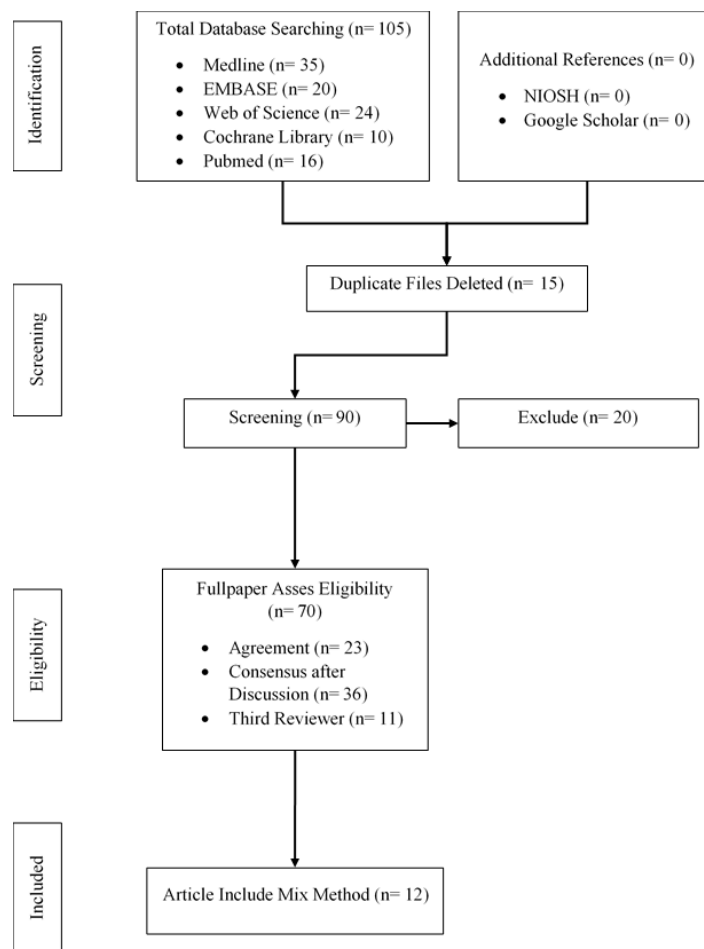 Identification
Total Database Searching (n= 105)
• Medline (n= 35)
• EMBASE (n= 20)
• Web of Science (n= 24)
• Cochrane Library (n= 10)
• Pubmed (n= 16)
Additional References (n= 0)
• NIOSH (n= 0)
• Google Scholar (n= 0)
Screening
Duplicate Files Deleted (n= 15)
Screening (n= 90)
Exclude (n= 20)
Eligibility
Fullpaper Asses Eligibility
(n= 70)
• Agreement (n= 23)
• Consensus after
Discussion (n= 36)
• Third Reviewer (n= 11)
Included
Article Include Mix Method (n= 12)